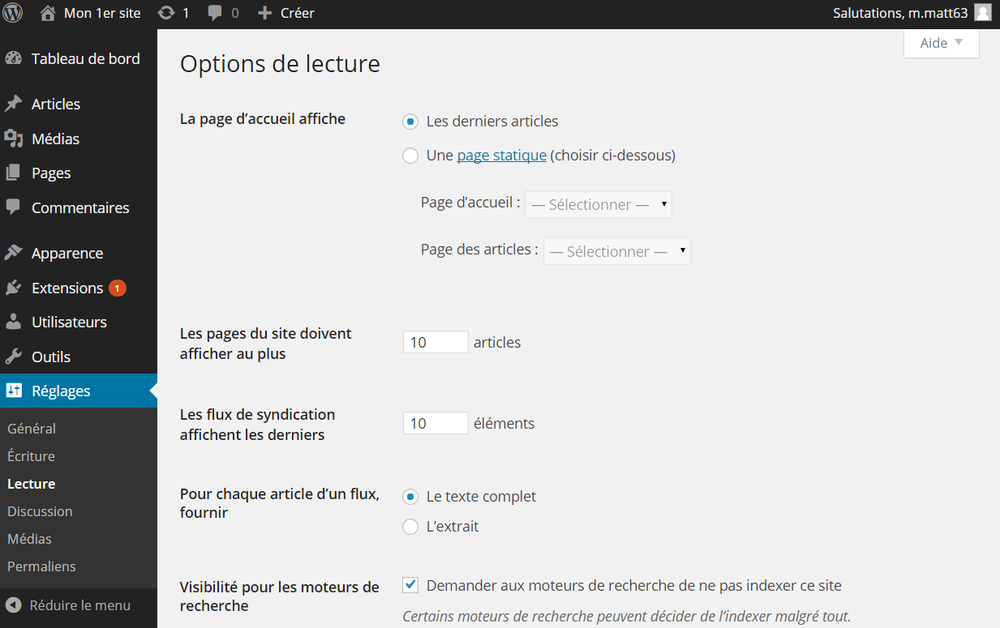 Mon 1er site 1 0 Créer Salutations, m.matt63
Aide
Tableau de bord
Articles
Médias
Pages
Commentaires
Apparence
Extensions 1
Utilisateurs
Outils
Réglages
Général
Écriture
Lecture
Discussion
Médias
Permaliens
Réduire le menu
Options de lecture
La page d’accueil affiche
Les derniers articles
Une page statique (choisir ci-dessous)
Page d’accueil : — Sélectionner —
Page des articles : — Sélectionner —
Les pages du site doivent
afficher au plus
10 articles
Les flux de syndication
affichent les derniers
10 éléments
Pour chaque article d’un flux,
fournir
Le texte complet
L’extrait
Visibilité pour les moteurs de
recherche
Demander aux moteurs de recherche de ne pas indexer ce site
Certains moteurs de recherche peuvent décider de l’indexer malgré tout.